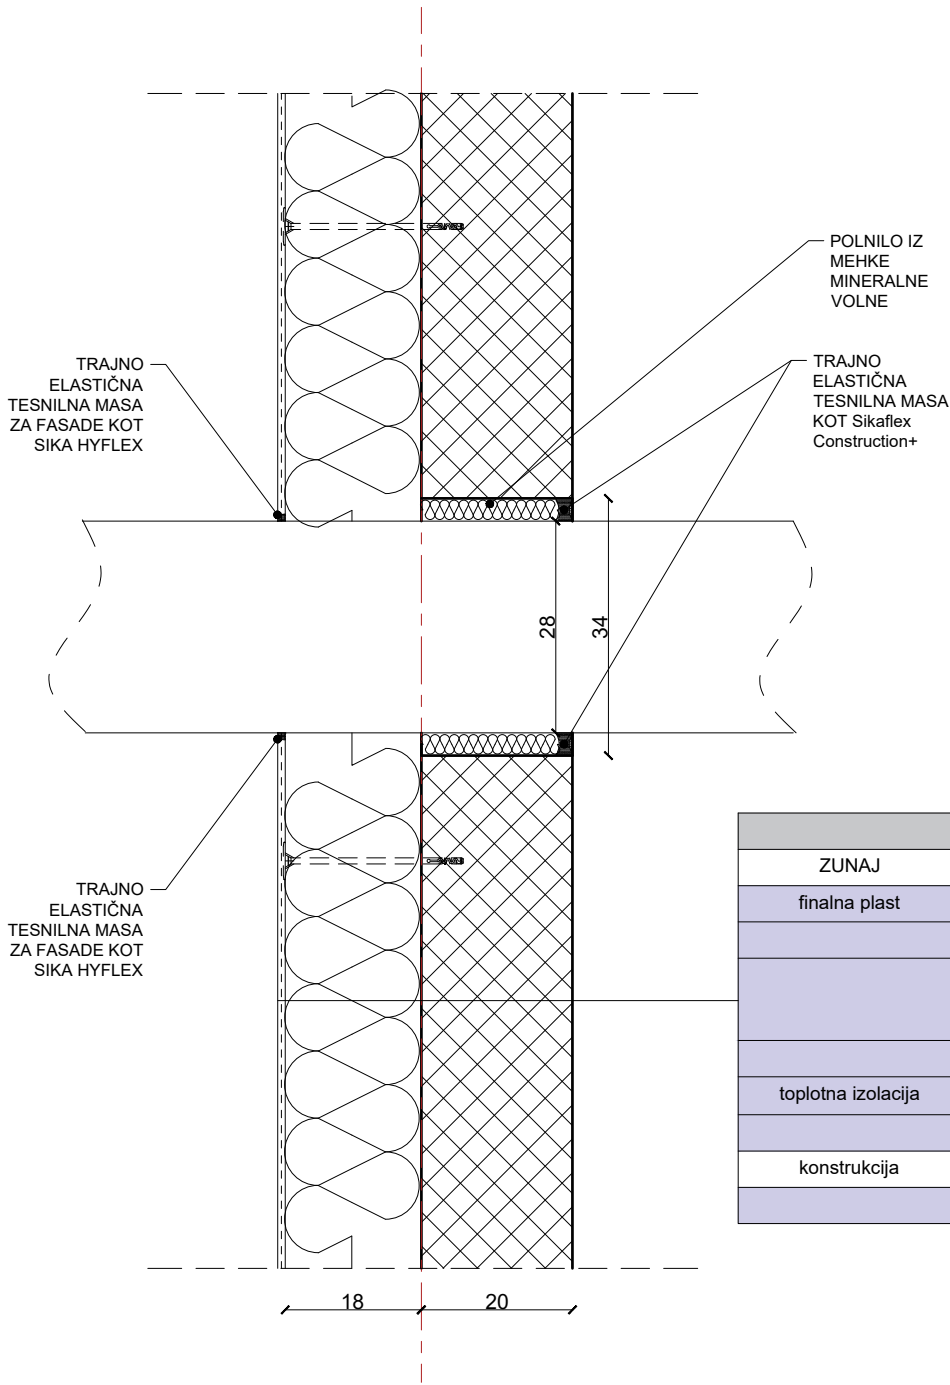 POLNILO IZ
MEHKE
MINERALNE
VOLNE
TRAJNO
ELASTIČNA
TESNILNA MASA
ZA FASADE KOT
SIKA HYFLEX
TRAJNO
ELASTIČNA
TESNILNA MASA
KOT Sikaflex
Construction+
28
34
TRAJNO
ELASTIČNA
TESNILNA MASA
ZA FASADE KOT
SIKA HYFLEX
ZUNAJ
finalna plast
toplotna izolacija
konstrukcija
18
20